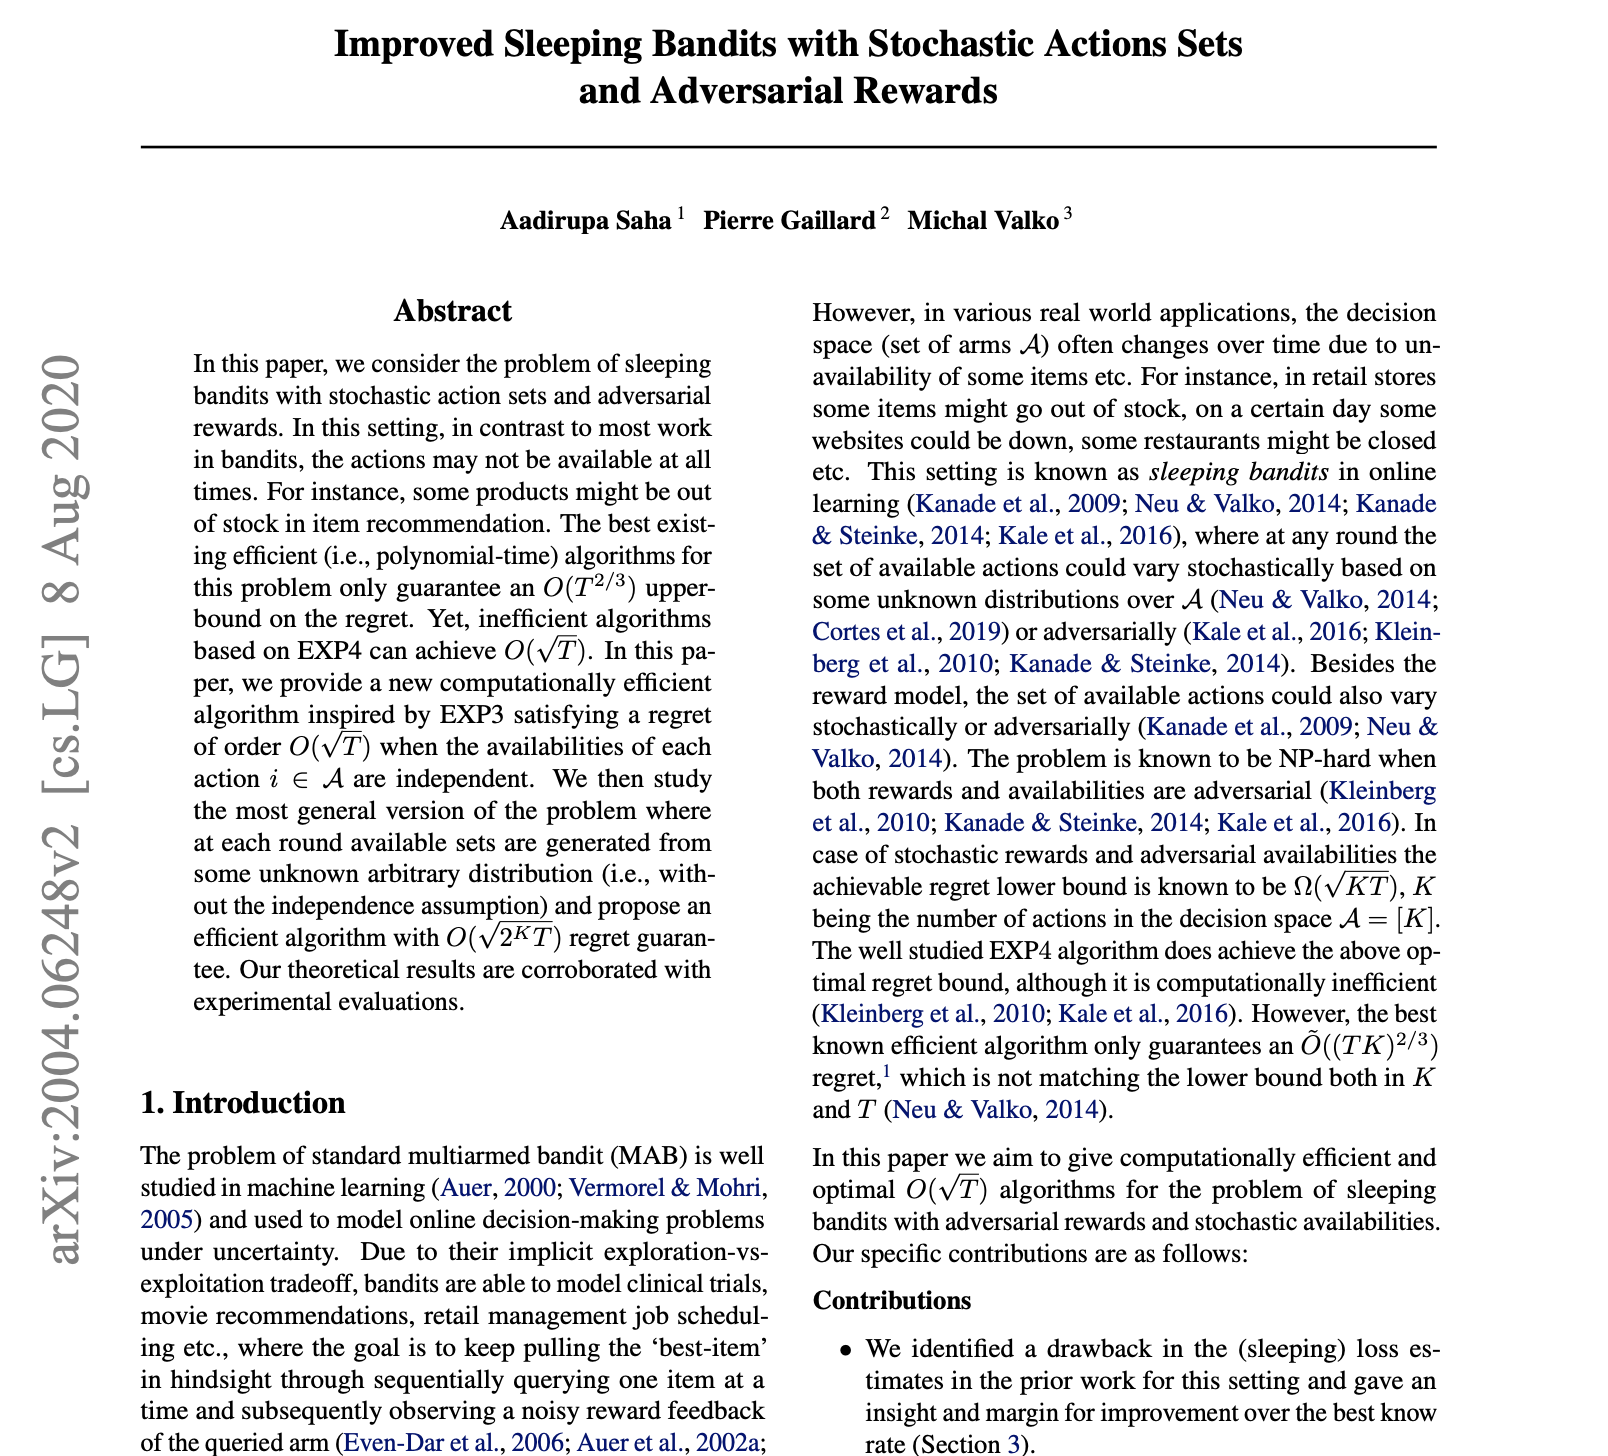 Improved Sleeping Bandits with Stochastic Actions Sets
and Adversarial Rewards
Aadirupa Saha 1 Pierre Gaillard 2 Michal Valko 3
arXiv:2004.06248v2 [cs.LG] 8 Aug 2020
Abstract
In this paper, we consider the problem of sleeping
bandits with stochastic action sets and adversarial
rewards. In this setting, in contrast to most work
in bandits, the actions may not be available at all
times. For instance, some products might be out
of stock in item recommendation. The best exist-
ing efficient (i.e., polynomial-time) algorithms for
this problem only guarantee an O(T^{2/3}) upper-
bound on the regret. Yet, inefficient algorithms
based on EXP4 can achieve O(√T). In this pa-
per, we provide a new computationally efficient
algorithm inspired by EXP3 satisfying a regret
of order O(√T) when the availabilities of each
action i ∈ 𝒜 are independent. We then study
the most general version of the problem where
at each round available sets are generated from
some unknown arbitrary distribution (i.e., with-
out the independence assumption) and propose an
efficient algorithm with O(√(2^K T)) regret guaran-
tee. Our theoretical results are corroborated with
experimental evaluations.
1. Introduction
The problem of standard multiarmed bandit (MAB) is well
studied in machine learning (Auer, 2000; Vermorel & Mohri,
2005) and used to model online decision-making problems
under uncertainty. Due to their implicit exploration-vs-
exploitation tradeoff, bandits are able to model clinical trials,
movie recommendations, retail management job schedul-
ing etc., where the goal is to keep pulling the ‘best-item’
in hindsight through sequentially querying one item at a
time and subsequently observing a noisy reward feedback
of the queried arm (Even-Dar et al., 2006; Auer et al., 2002a;
However, in various real world applications, the decision
space (set of arms 𝒜) often changes over time due to un-
availability of some items etc. For instance, in retail stores
some items might go out of stock, on a certain day some
websites could be down, some restaurants might be closed
etc. This setting is known as sleeping bandits in online
learning (Kanade et al., 2009; Neu & Valko, 2014; Kanade
& Steinke, 2014; Kale et al., 2016), where at any round the
set of available actions could vary stochastically based on
some unknown distributions over 𝒜 (Neu & Valko, 2014;
Cortes et al., 2019) or adversarially (Kale et al., 2016; Klein-
berg et al., 2010; Kanade & Steinke, 2014). Besides the
reward model, the set of available actions could also vary
stochastically or adversarially (Kanade et al., 2009; Neu &
Valko, 2014). The problem is known to be NP-hard when
both rewards and availabilities are adversarial (Kleinberg
et al., 2010; Kanade & Steinke, 2014; Kale et al., 2016). In
case of stochastic rewards and adversarial availabilities the
achievable regret lower bound is known to be Ω(√KT), K
being the number of actions in the decision space 𝒜 = [K].
The well studied EXP4 algorithm does achieve the above op-
timal regret bound, although it is computationally inefficient
(Kleinberg et al., 2010; Kale et al., 2016). However, the best
known efficient algorithm only guarantees an Õ((TK)^{2/3})
regret,1 which is not matching the lower bound both in K
and T (Neu & Valko, 2014).
In this paper we aim to give computationally efficient and
optimal O(√T) algorithms for the problem of sleeping
bandits with adversarial rewards and stochastic availabilities.
Our specific contributions are as follows:
Contributions
• We identified a drawback in the (sleeping) loss es-
timates in the prior work for this setting and gave an
insight and margin for improvement over the best know
rate (Section 3).